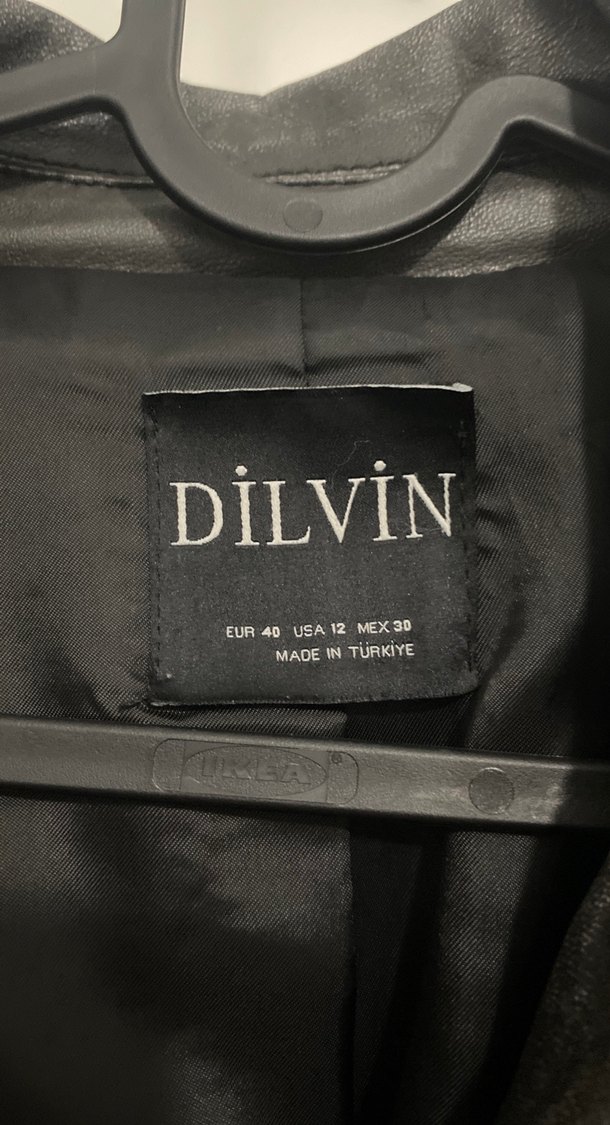 DİLVİN
EUR 40 USA 12 MEX 30
MADE IN TÜRKİYE
IKEA